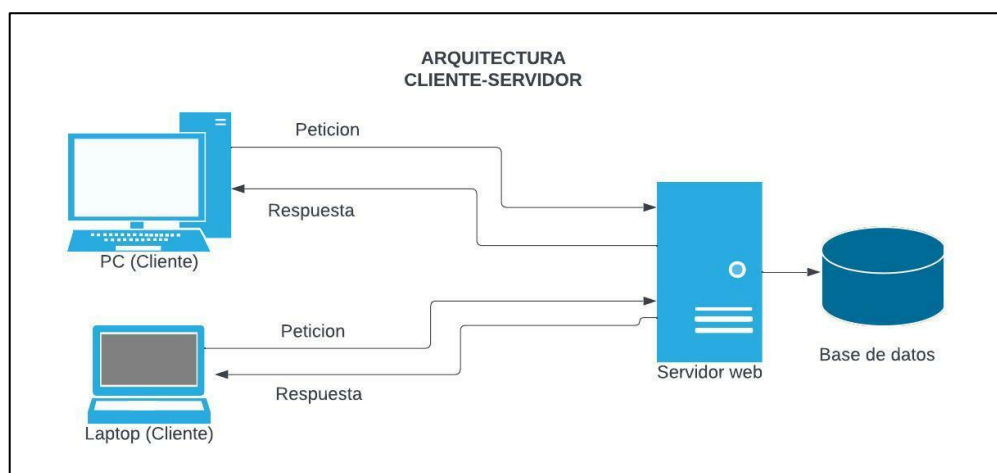 ARQUITECTURA
CLIENTE-SERVIDOR
Peticion
Respuesta
PC (Cliente)
Peticion
Respuesta
Laptop (Cliente)
Servidor web
Base de datos